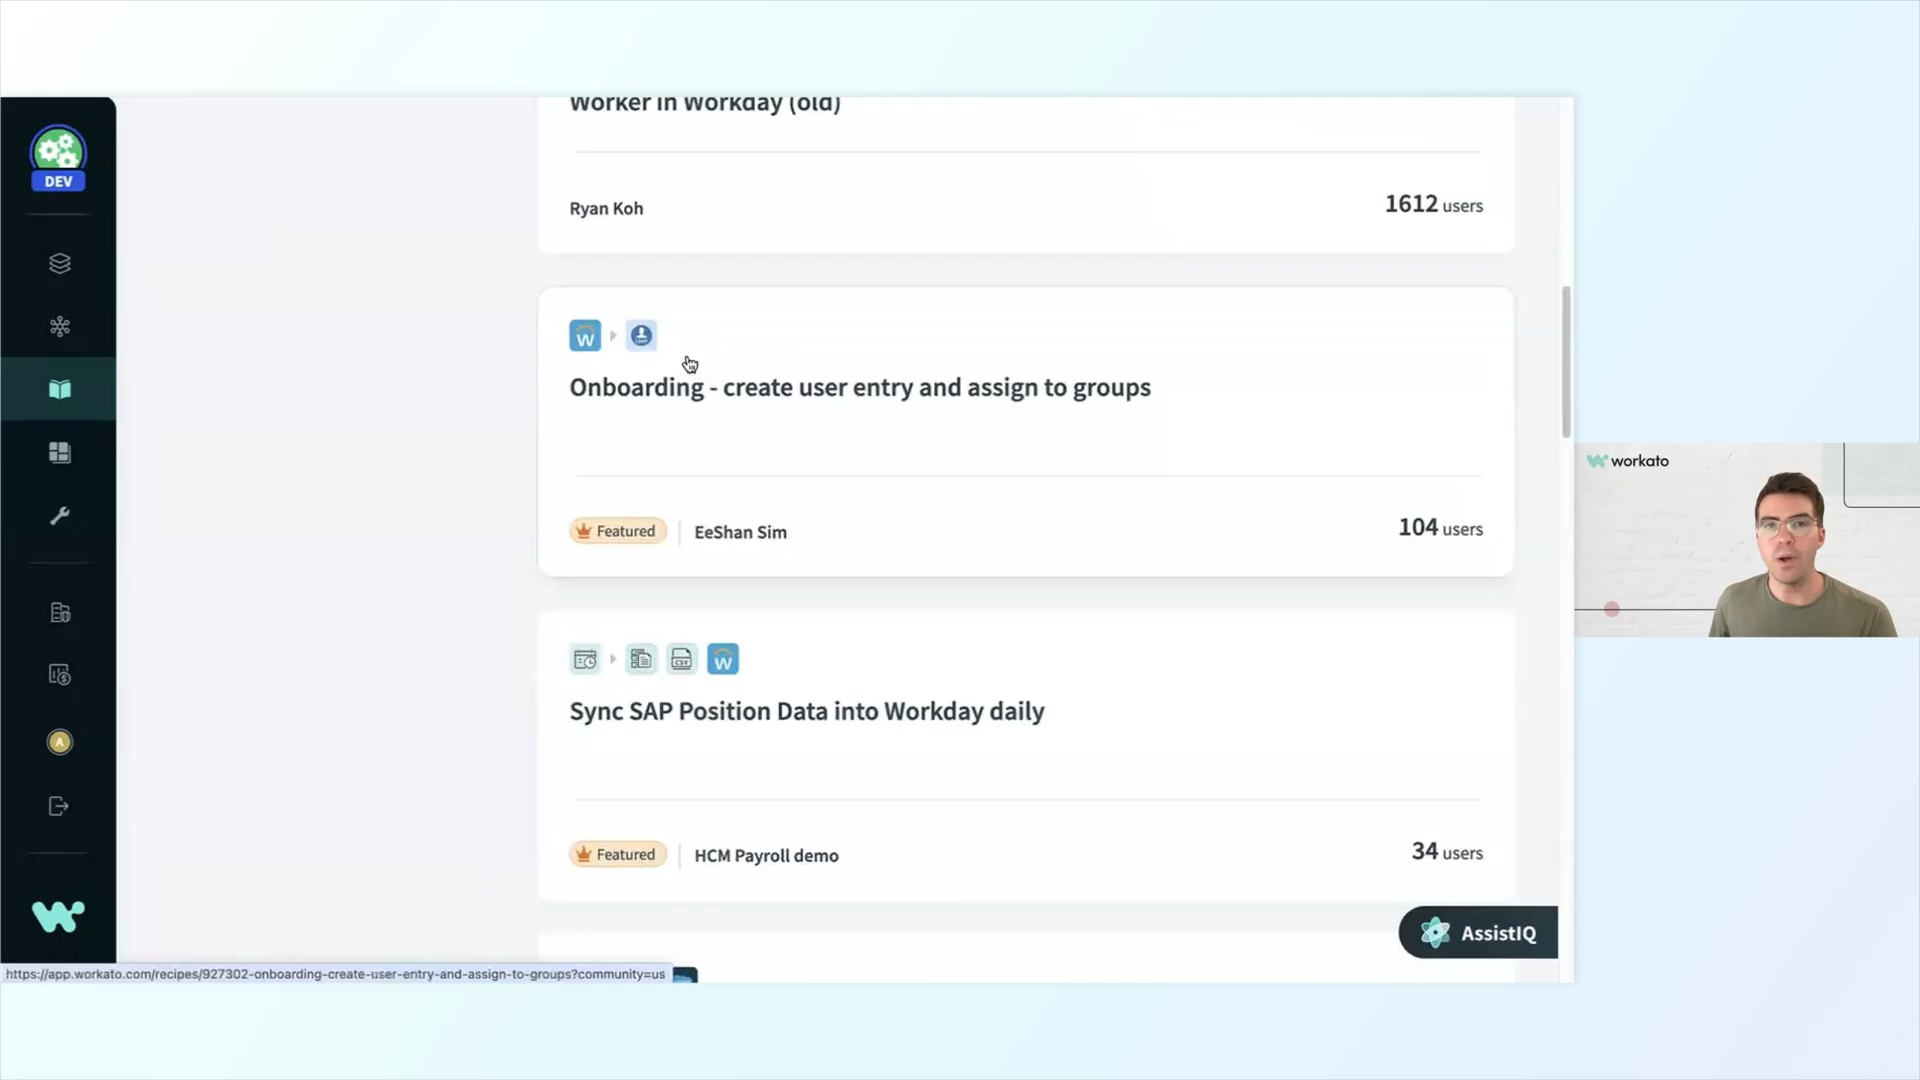 Worker in Workday (old)
DEV
Ryan Koh
1612 users
Onboarding - create user entry and assign to groups
Featured
EeShan Sim
104 users
workato
CSV
Sync SAP Position Data into Workday daily
Featured
HCM Payroll demo
34 users
A
AssistIQ
https://app.workato.com/recipes/927302-onboarding-create-user-entry-and-assign-to-groups?community=us